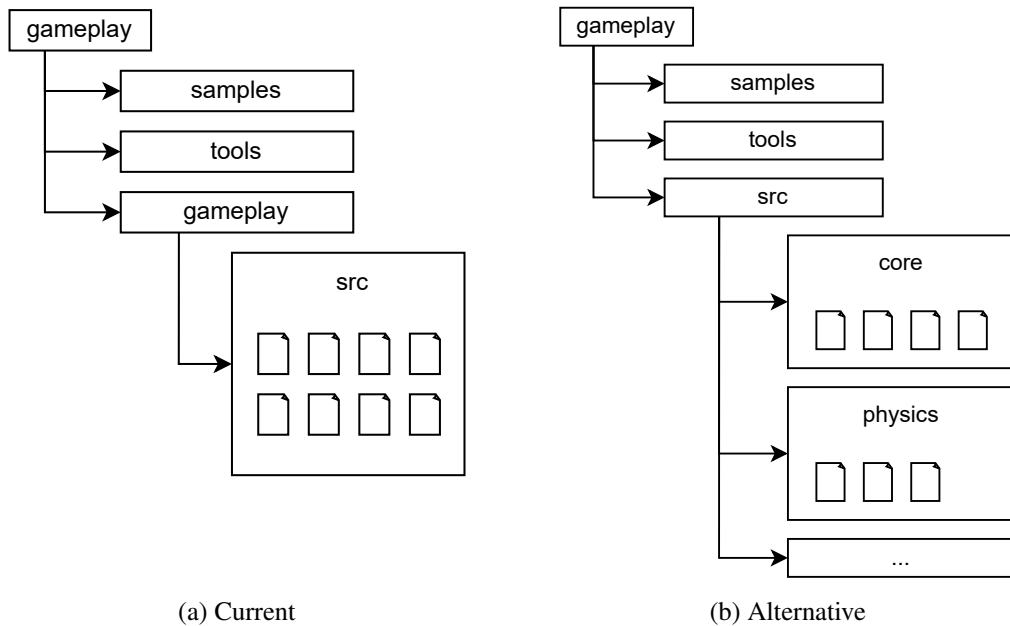 gameplay
samples
tools
gameplay
src
(a) Current
gameplay
samples
tools
src
core
physics
...
(b) Alternative